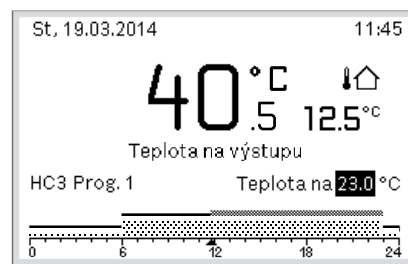 St, 19.03.2014 11:45
40.5 °C 12.5°C
Teplota na výstupu
HC3 Prog. 1 Teplota na 23.0 °C
0 6 12 18 24